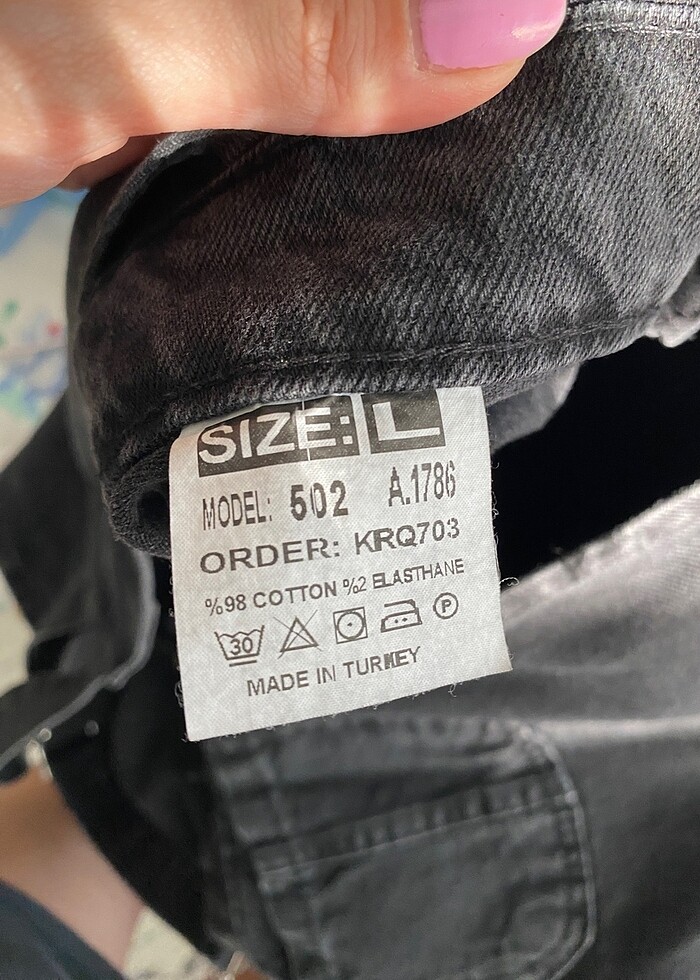 SIZE: L
MODEL: 502 A.1786
ORDER: KRQ703
%98 COTTON %2 ELASTHANE
30 P
MADE IN TURKEY